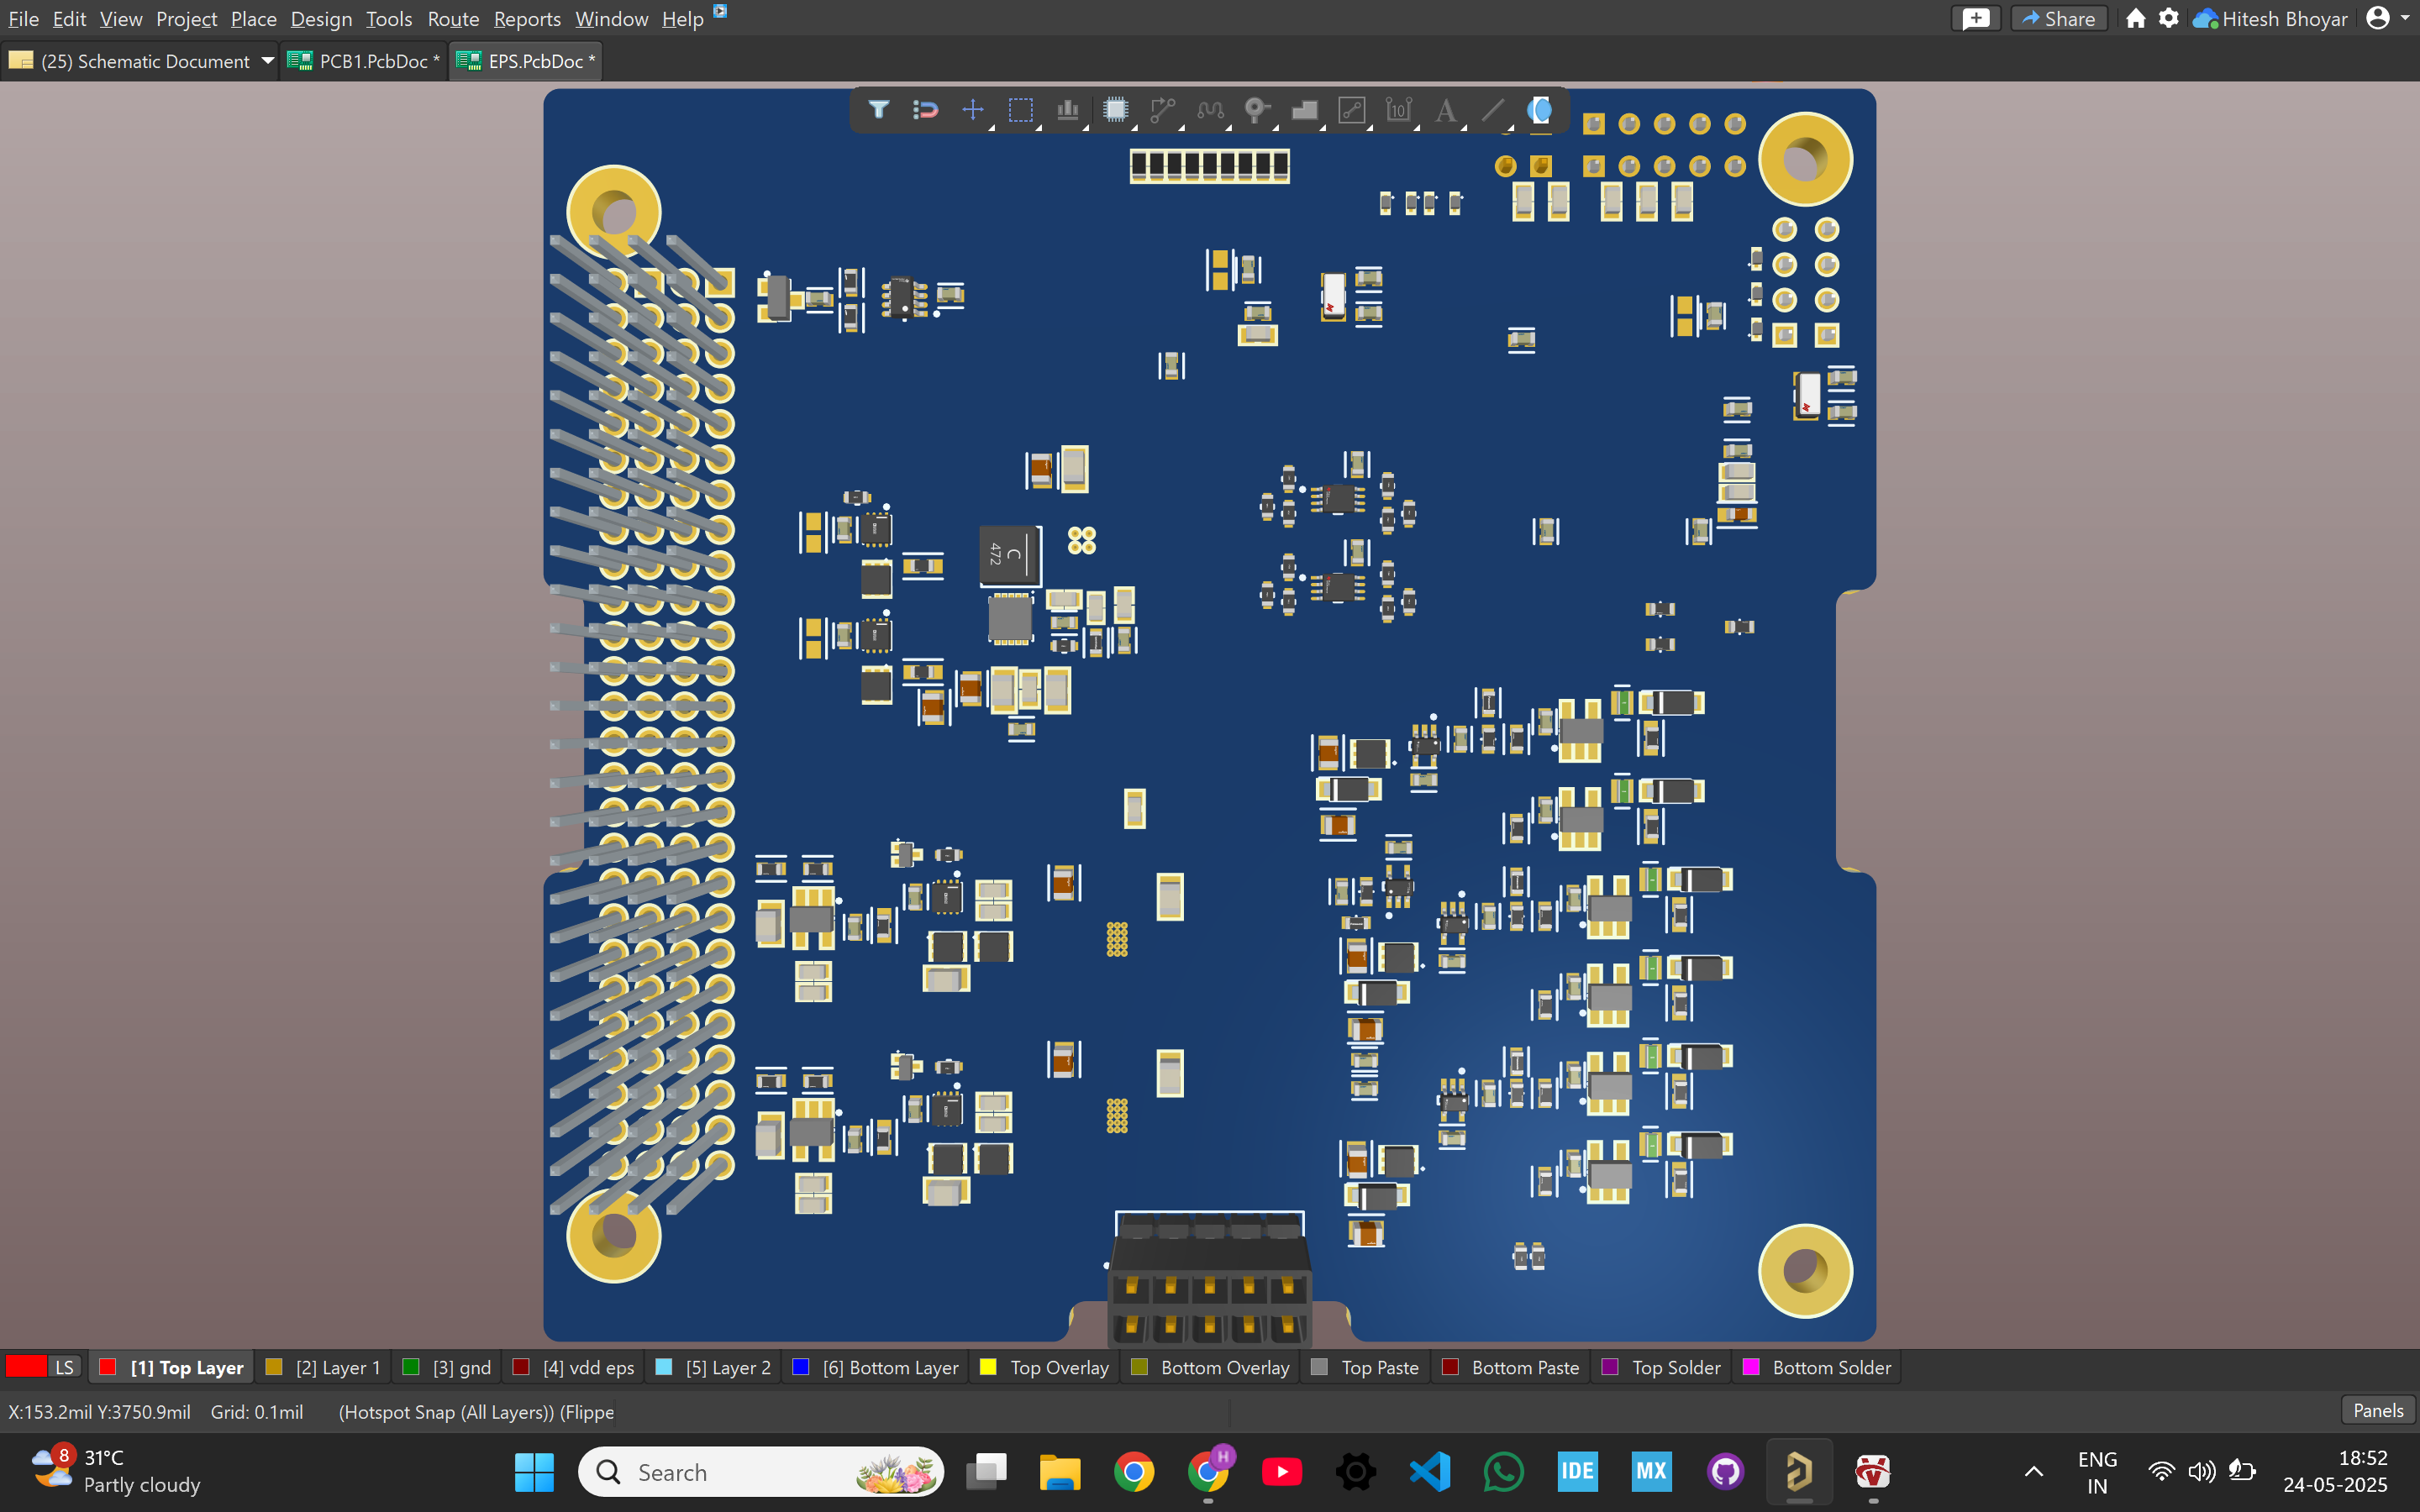 File Edit View Project Place Design Tools Route Reports Window Help
Share Hitesh Bhoyar
(25) Schematic Document PCB1.PcbDoc * EPS.PcbDoc *
10
A
C
472
LS [1] Top Layer [2] Layer 1 [3] gnd [4] vdd eps [5] Layer 2 [6] Bottom Layer Top Overlay Bottom Overlay Top Paste Bottom Paste Top Solder Bottom Solder
X:153.2mil Y:3750.9mil Grid: 0.1mil (Hotspot Snap (All Layers)) (Flippe
Panels
8
31°C
Partly cloudy
Search
H
IDE
MX
ENG
IN
18:52
24-05-2025